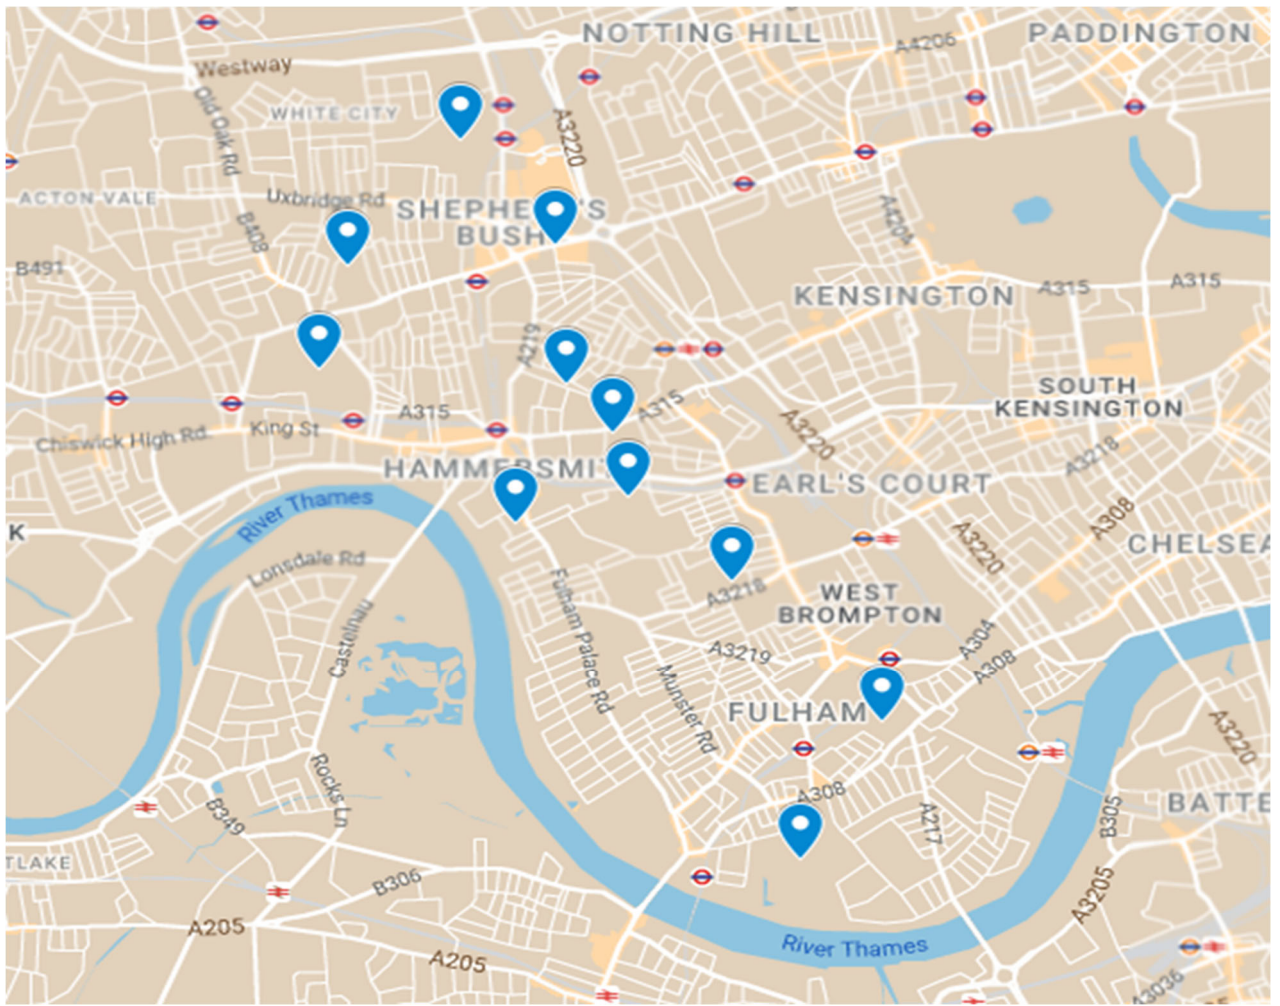 NOTTING HILL
PADDINGTON
A4206
Westway
Old Oak Rd
WHITE CITY
A3220
ACTON VALE
Uxbridge Rd
SHEPHE 'S
BUSH
B408
A4204
B491
KENSINGTON
A315
A315
A219
SOUTH
KENSINGTON
A315
A315
A3220
Chiswick High Rd.
King St
A3218
HAMMERSMI
EARL'S COURT
River Thames
A308
K
A3220
CHELSEA
Lonsdale Rd
Fulham Palace Rd
A3218
WEST
BROMPTON
Castelnau
A3219
A304
A308
Munster Rd
FULHAM
A3220
Rocks Ln
B349
A308
A217
B305
BATTE
TLAKE
B306
A205
A205
A205
River Thames
A3036